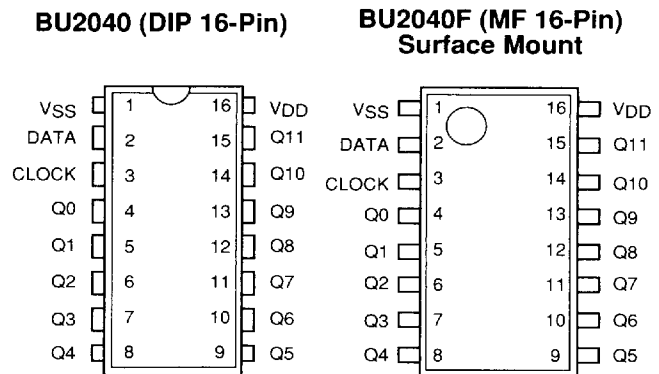 BU2040 (DIP 16-Pin)
VSS 1 16 VDD
DATA 2 15 Q11
CLOCK 3 14 Q10
Q0 4 13 Q9
Q1 5 12 Q8
Q2 6 11 Q7
Q3 7 10 Q6
Q4 8 9 Q5
BU2040F (MF 16-Pin)
Surface Mount
VSS 1 16 VDD
DATA 2 15 Q11
CLOCK 3 14 Q10
Q0 4 13 Q9
Q1 5 12 Q8
Q2 6 11 Q7
Q3 7 10 Q6
Q4 8 9 Q5